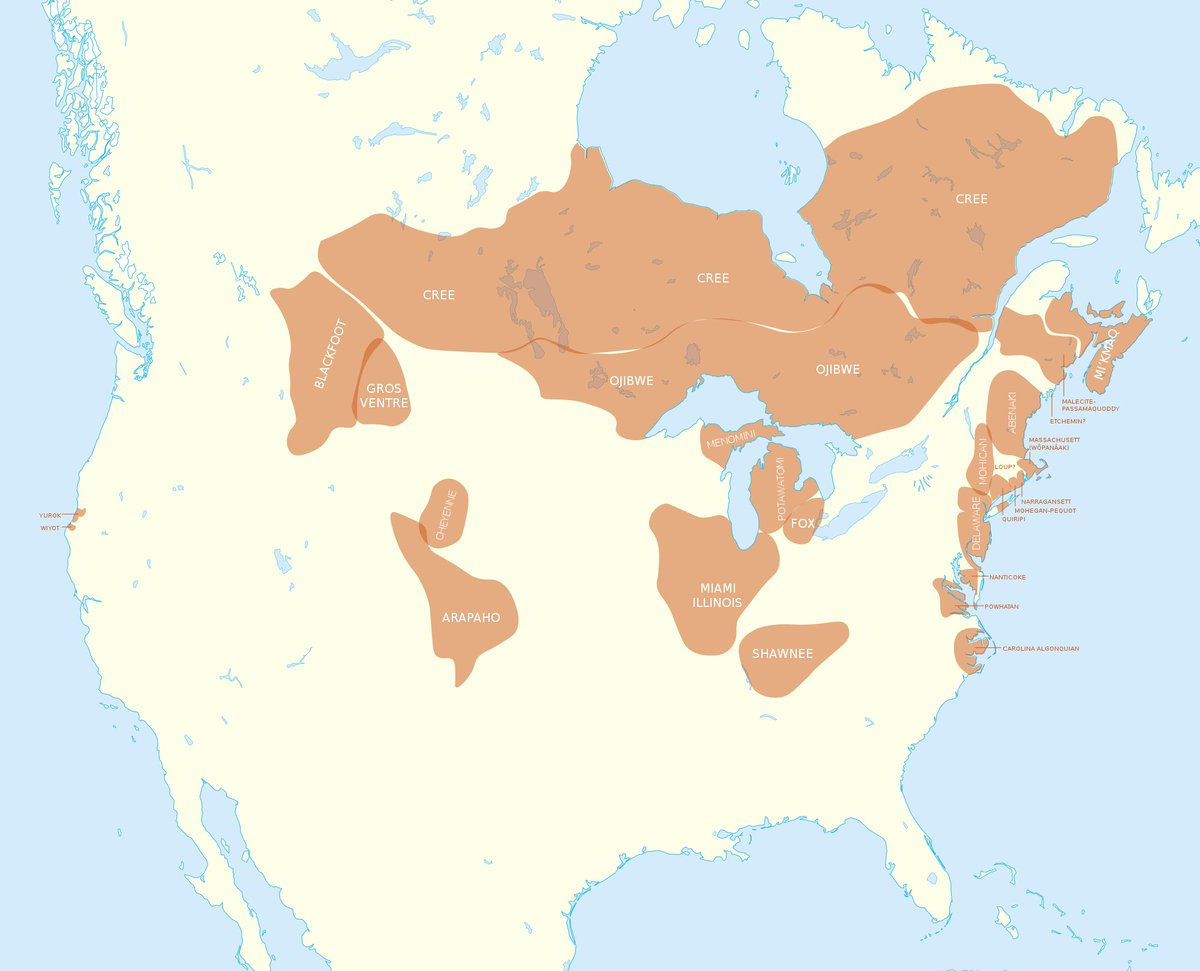 CREE
CREE
CREE
BLACKFOOT
GROS
VENTRE
OJIBWE
OJIBWE
MI'KMAQ
MALECITE-
PASSAMAQUODDY
ETCHEMIN?
ABENAKI
MENOMINI
MASSACHUSETT
(WÔPANÂAK)
MOHICAN
LOUP?
POTAWATOMI
CHEYENNE
NARRAGANSETT
MOHEGAN-PEQUOT
QUIRIPI
YUROK
WIYOT
FOX
DELAWARE
NANTICOKE
MIAMI
ILLINOIS
POWHATAN
ARAPAHO
SHAWNEE
CAROLINA ALGONQUIAN